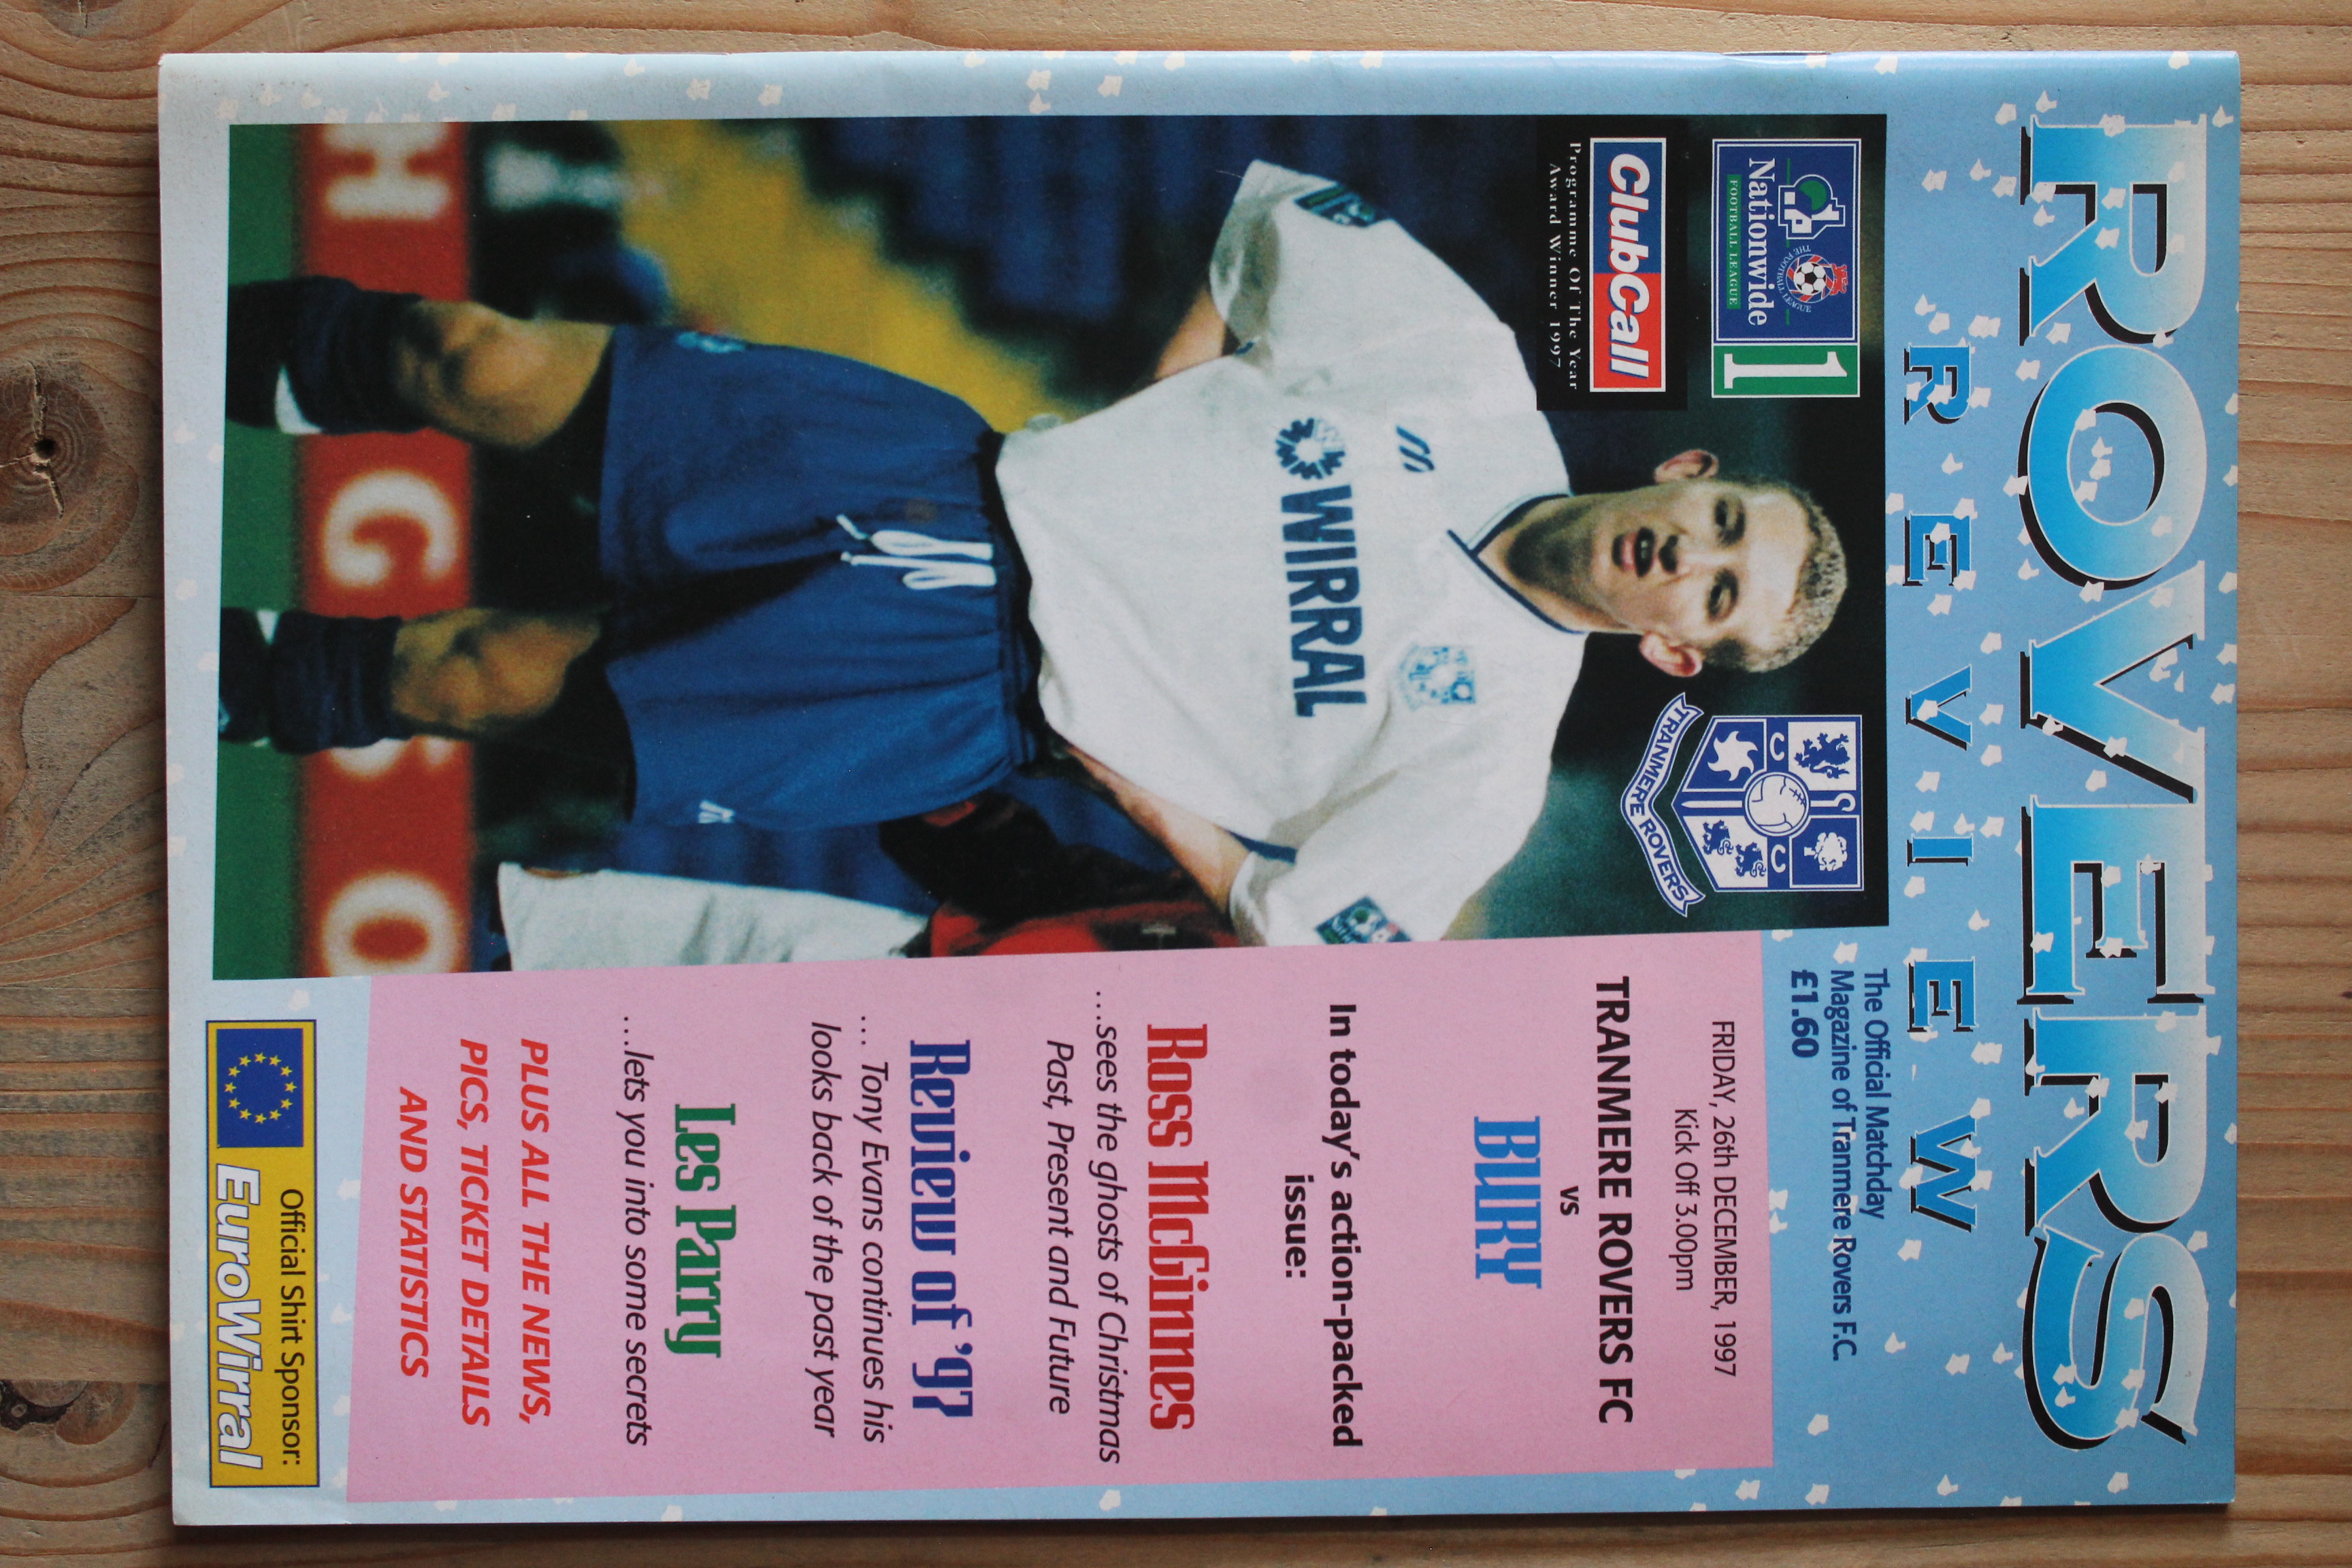 ROVERS
REVIEW
The Official Matchday
Magazine of Tranmere Rovers F.C.
£1.60
Nationwide
FOOTBALL LEAGUE
THE FOOTBALL LEAGUE
1
ClubCall
Programme Of The Year
Award Winner 1997
TRANMERE ROVERS
WIRRAL
H
G
S
O
FRIDAY, 26th DECEMBER, 1997
Kick Off 3.00pm
TRANMERE ROVERS FC
vs
BURY
In today's action-packed
issue:
Ross McGinnes
...sees the ghosts of Christmas
Past, Present and Future
Review of '97
... Tony Evans continues his
looks back of the past year
Les Parry
...lets you into some secrets
PLUS ALL THE NEWS,
PICS, TICKET DETAILS
AND STATISTICS
Official Shirt Sponsor:
EuroWirral